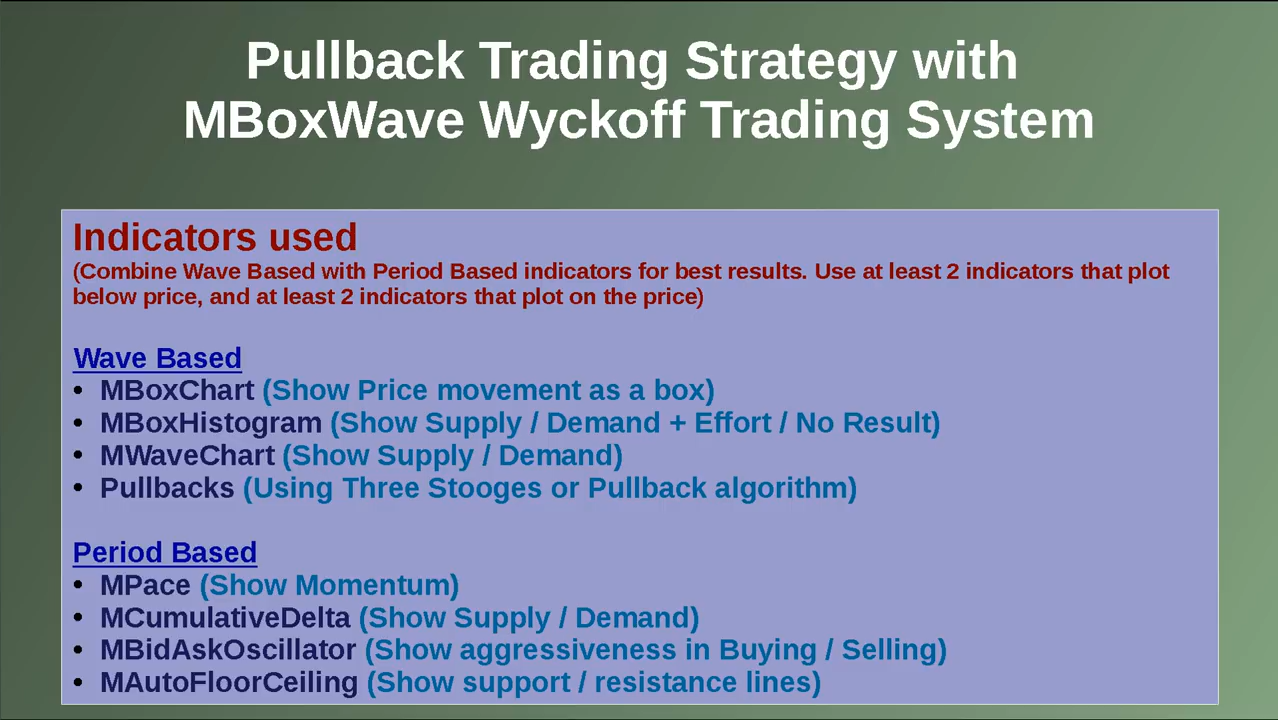 Pullback Trading Strategy with
MBoxWave Wyckoff Trading System
Indicators used
(Combine Wave Based with Period Based indicators for best results. Use at least 2 indicators that plot
below price, and at least 2 indicators that plot on the price)
Wave Based
• MBoxChart (Show Price movement as a box)
• MBoxHistogram (Show Supply / Demand + Effort / No Result)
• MWaveChart (Show Supply / Demand)
• Pullbacks (Using Three Stooges or Pullback algorithm)
Period Based
• MPace (Show Momentum)
• MCumulativeDelta (Show Supply / Demand)
• MBidAskOscillator (Show aggressiveness in Buying / Selling)
• MAutoFloorCeiling (Show support / resistance lines)